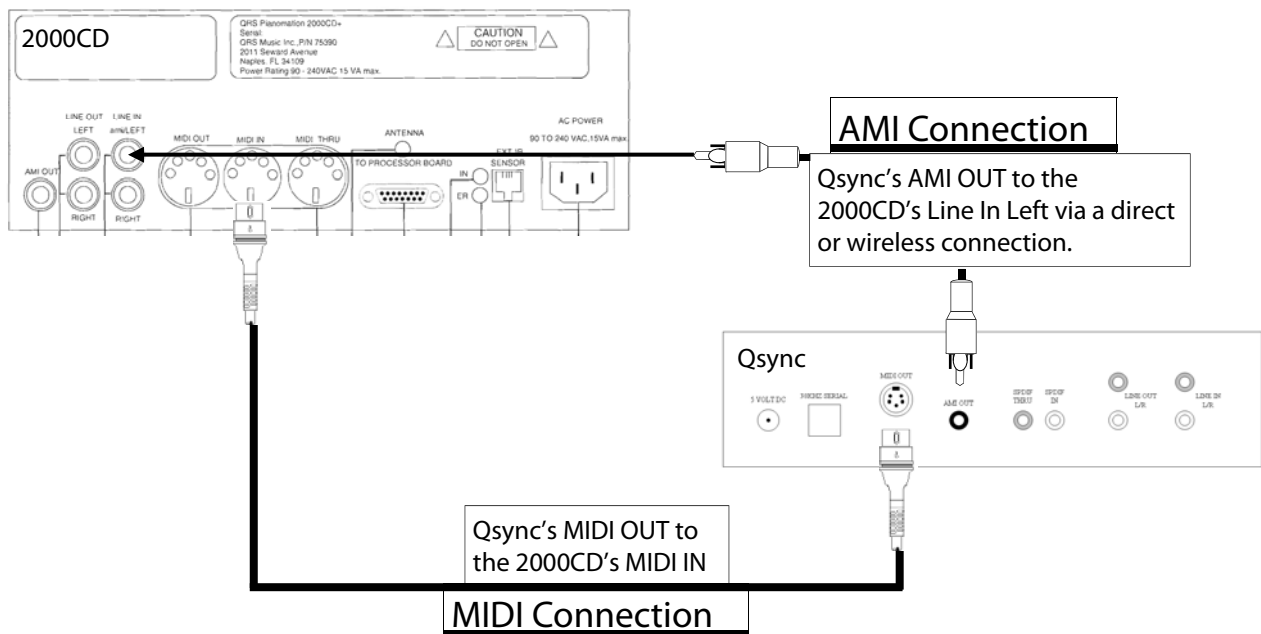 2000CD
QRS Pianomation 2000CD+
Serial:
QRS Music Inc.,P/N 75390
2011 Seward Avenue
Naples. FL 34109
Power Rating 90 - 240VAC 15 VA max.
CAUTION
DO NOT OPEN
LINE OUT
LEFT
LINE IN
ami/LEFT
MIDI OUT
MIDI IN
MIDI THRU
ANTENNA
TO PROCESSOR BOARD
IN
ER
EXT IR
SENSOR
AC POWER
90 TO 240 VAC,15VA max.
AMI OUT
RIGHT
RIGHT
AMI Connection
Qsync's AMI OUT to the
2000CD's Line In Left via a direct
or wireless connection.
Qsync
5 VOLT DC
MIDI OUT
AMI OUT
SPDIF
THRU
SPDIF
IN
LINE OUT
L/R
LINE IN
L/R
Qsync's MIDI OUT to
the 2000CD's MIDI IN
MIDI Connection